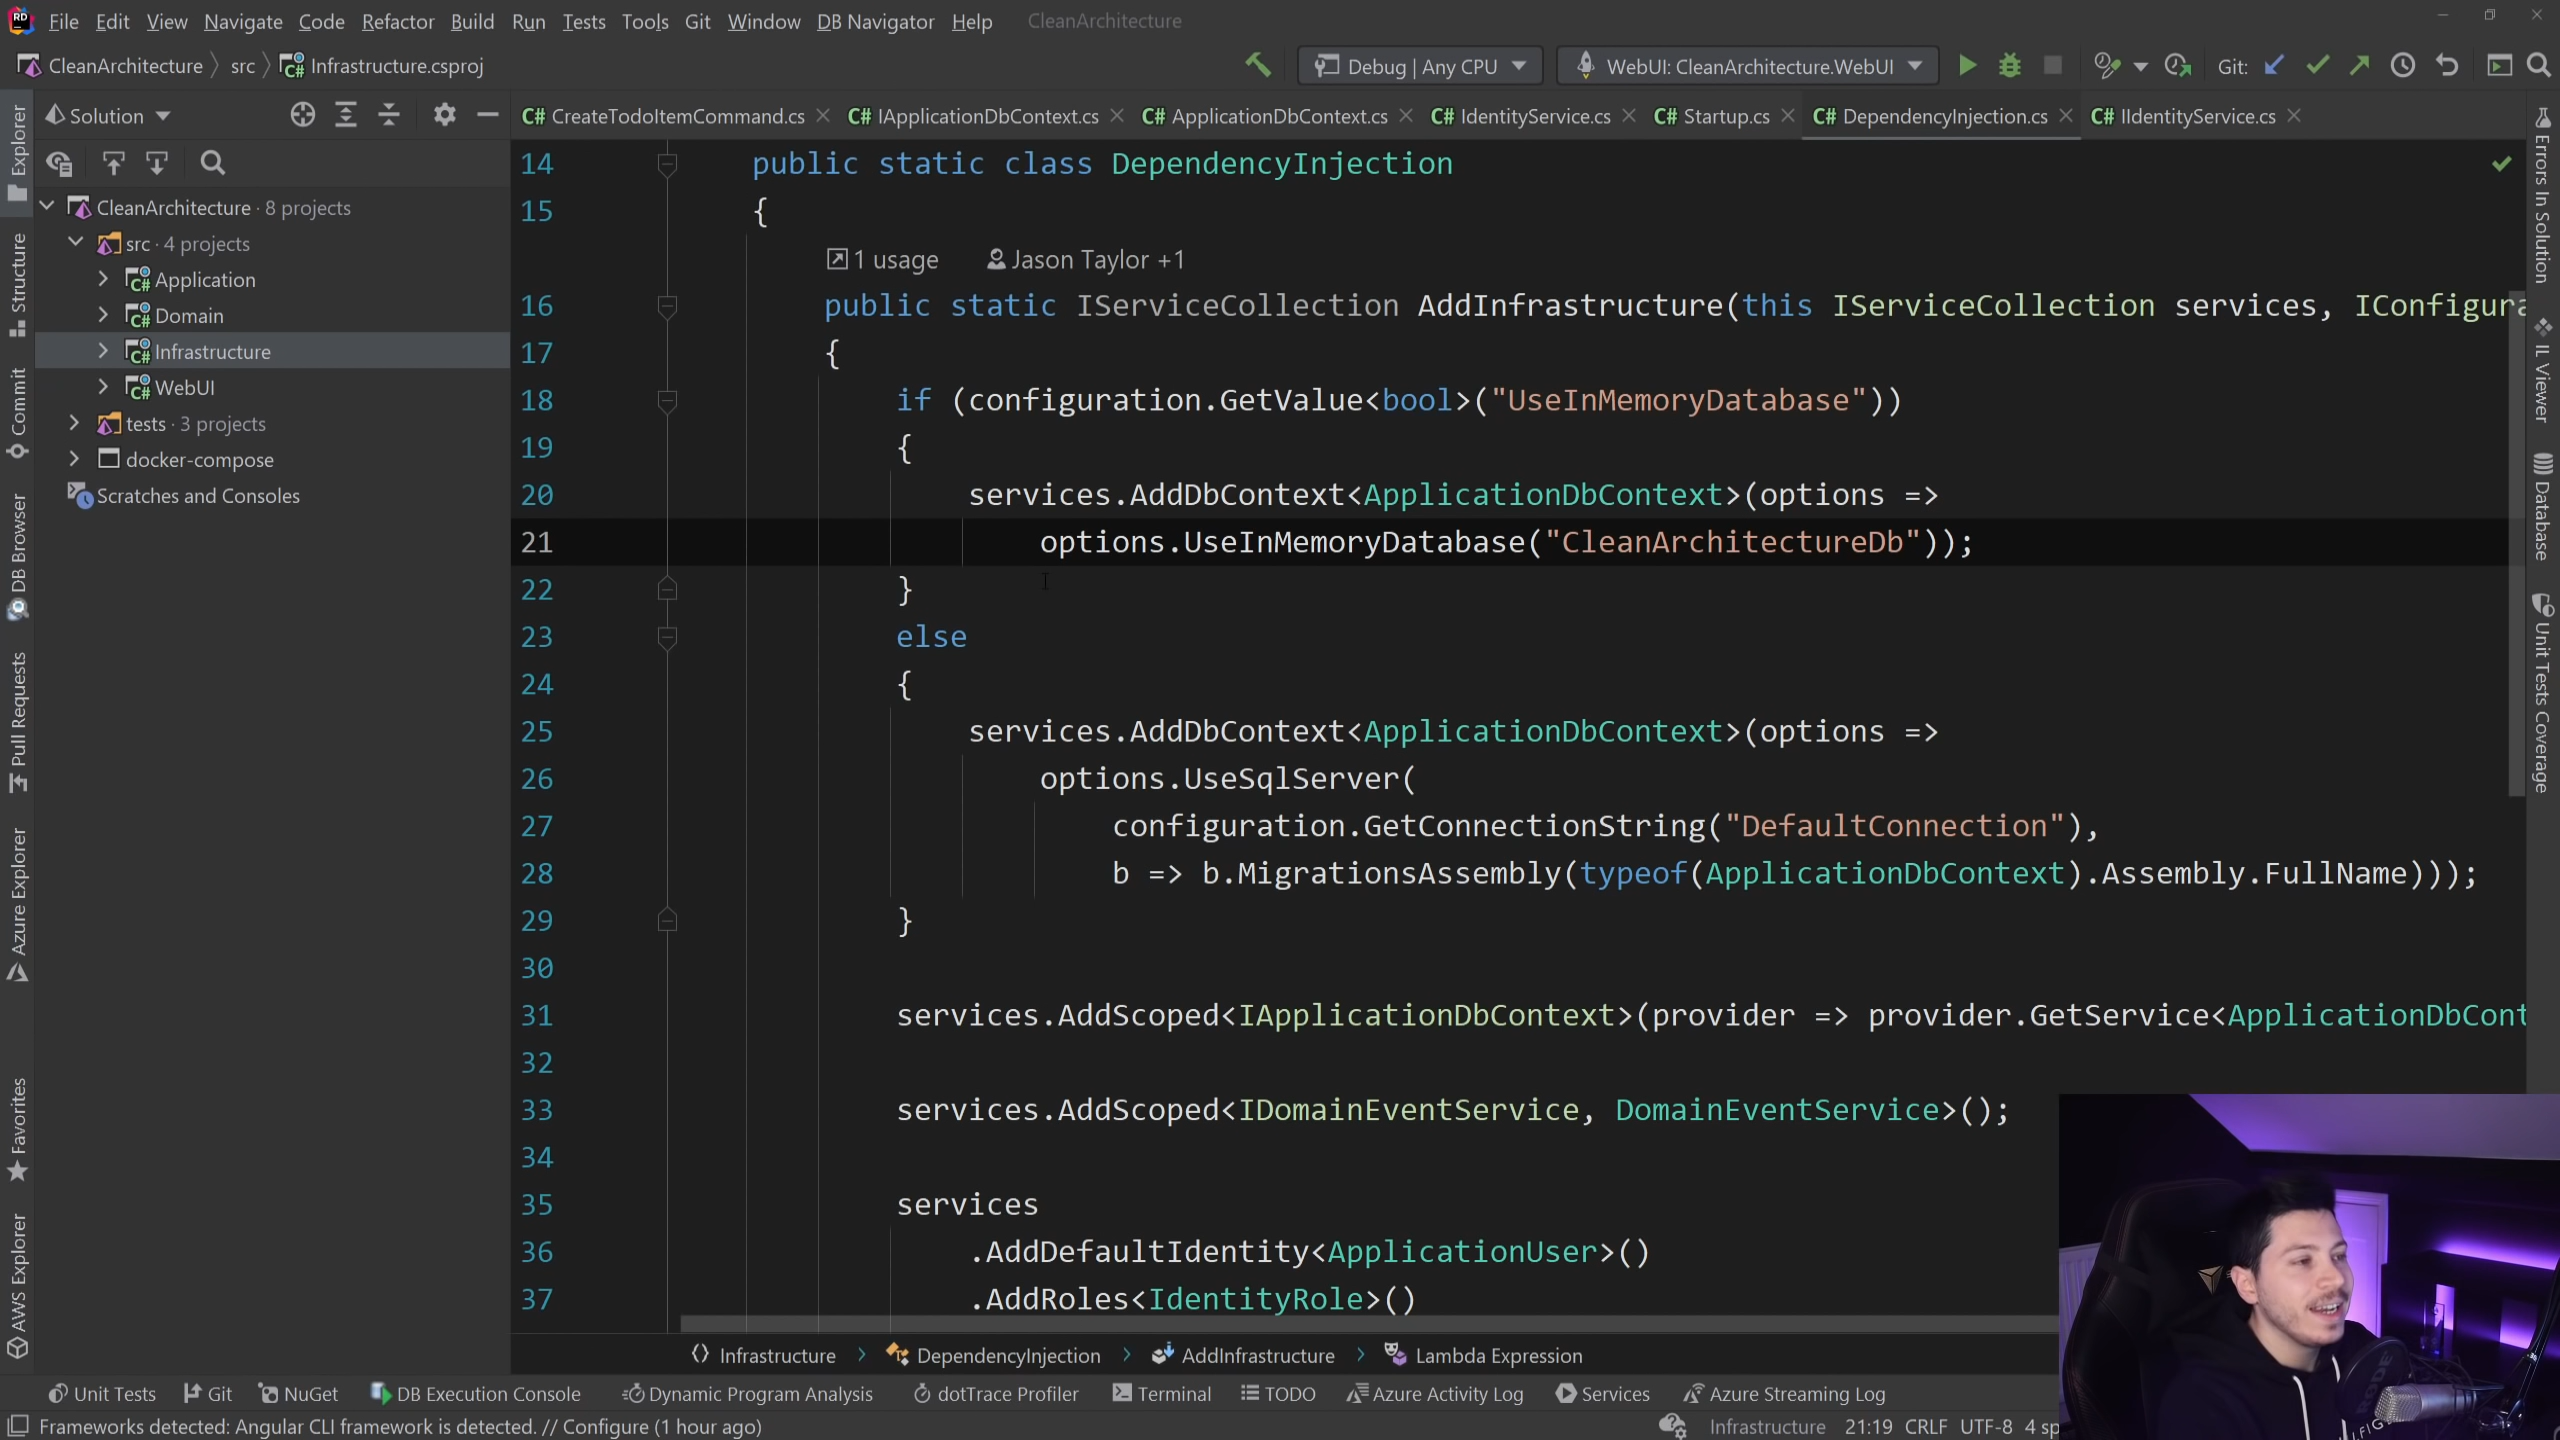 RD File Edit View Navigate Code Refactor Build Run Tests Tools Git Window DB Navigator Help CleanArchitecture
CleanArchitecture src C# Infrastructure.csproj
Debug | Any CPU WebUI: CleanArchitecture.WebUI Git:
Solution
C# CreateTodoItemCommand.cs C# IApplicationDbContext.cs C# ApplicationDbContext.cs C# IdentityService.cs C# Startup.cs C# DependencyInjection.cs C# IIdentityService.cs
CleanArchitecture · 8 projects
src · 4 projects
C# Application
C# Domain
C# Infrastructure
C# WebUI
tests · 3 projects
docker-compose
Scratches and Consoles
Explorer
Structure
Commit
DB Browser
Pull Requests
Azure Explorer
Favorites
AWS Explorer
14 public static class DependencyInjection
15 {
1 usage Jason Taylor +1
16 public static IServiceCollection AddInfrastructure(this IServiceCollection services, IConfigura
17 {
18 if (configuration.GetValue<bool>("UseInMemoryDatabase"))
19 {
20 services.AddDbContext<ApplicationDbContext>(options =>
21 options.UseInMemoryDatabase("CleanArchitectureDb"));
22 }
23 else
24 {
25 services.AddDbContext<ApplicationDbContext>(options =>
26 options.UseSqlServer(
27 configuration.GetConnectionString("DefaultConnection"),
28 b => b.MigrationsAssembly(typeof(ApplicationDbContext).Assembly.FullName)));
29 }
30
31 services.AddScoped<IApplicationDbContext>(provider => provider.GetService<ApplicationDbCont
32
33 services.AddScoped<IDomainEventService, DomainEventService>();
34
35 services
36 .AddDefaultIdentity<ApplicationUser>()
37 .AddRoles<IdentityRole>()
Errors In Solution
IL Viewer
Database
Unit Tests Coverage
Infrastructure DependencyInjection AddInfrastructure Lambda Expression
Unit Tests Git NuGet DB Execution Console Dynamic Program Analysis dotTrace Profiler Terminal TODO Azure Activity Log Services Azure Streaming Log
Frameworks detected: Angular CLI framework is detected. // Configure (1 hour ago) Infrastructure 21:19 CRLF UTF-8 4 sp
RODE